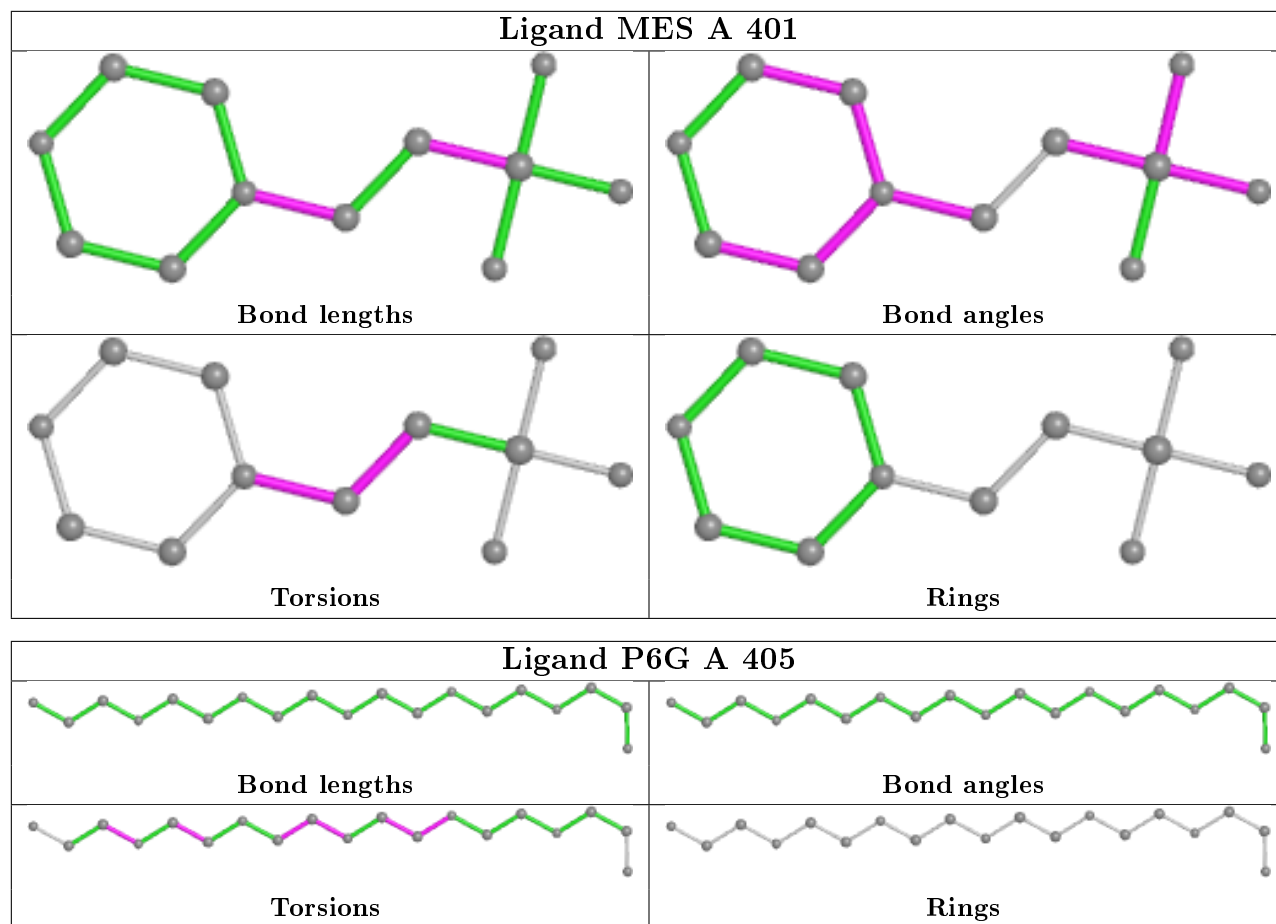 Ligand MES A 401
Bond lengths
Bond angles
Torsions
Rings
Ligand P6G A 405
Bond lengths
Bond angles
Torsions
Rings